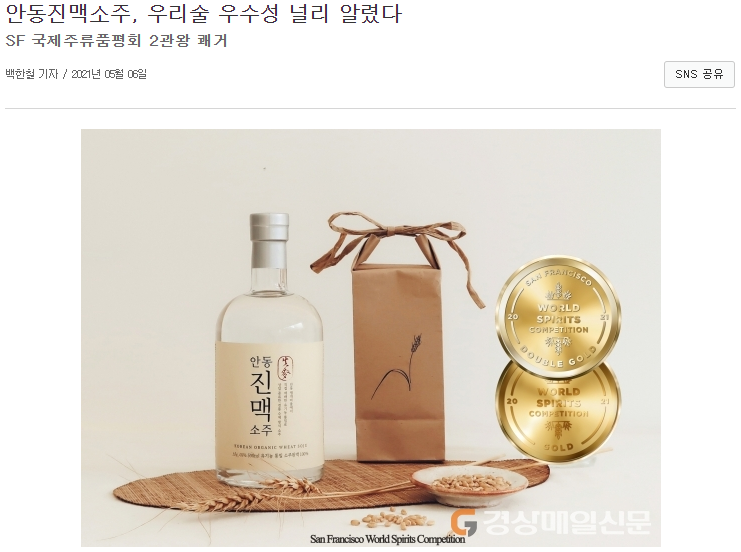 안동진맥소주, 우리술 우수성 널리 알렸다
SF 국제주류품평회 2관왕 쾌거
백한철 기자 / 2021년 05월 06일
SNS 공유
안동
진맥
소주
KOREAN ORGANIC WHEAT
SAN FRANCISCO
WORLD
SPIRITS
COMPETITION
20 21
DOUBLE GOLD
WORLD
SPIRITS
COMPETITION
20 21
GOLD
경상매일신문
San Francisco World Spirits Competition